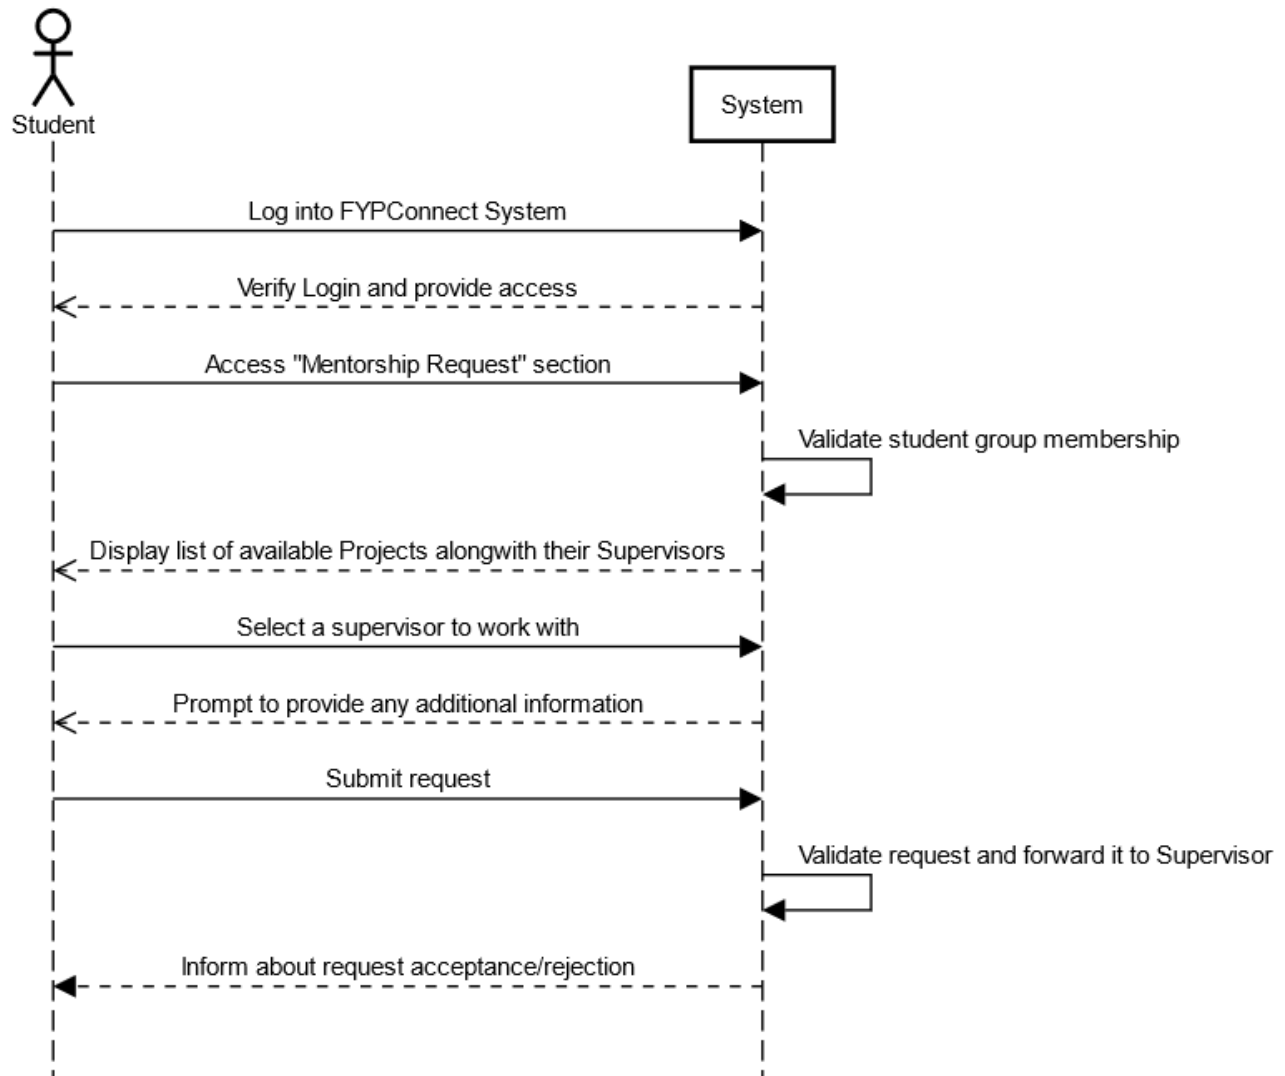 Student
System
Log into FYPConnect System
Verify Login and provide access
Access "Mentorship Request" section
Validate student group membership
Display list of available Projects alongwith their Supervisors
Select a supervisor to work with
Prompt to provide any additional information
Submit request
Validate request and forward it to Supervisor
Inform about request acceptance/rejection